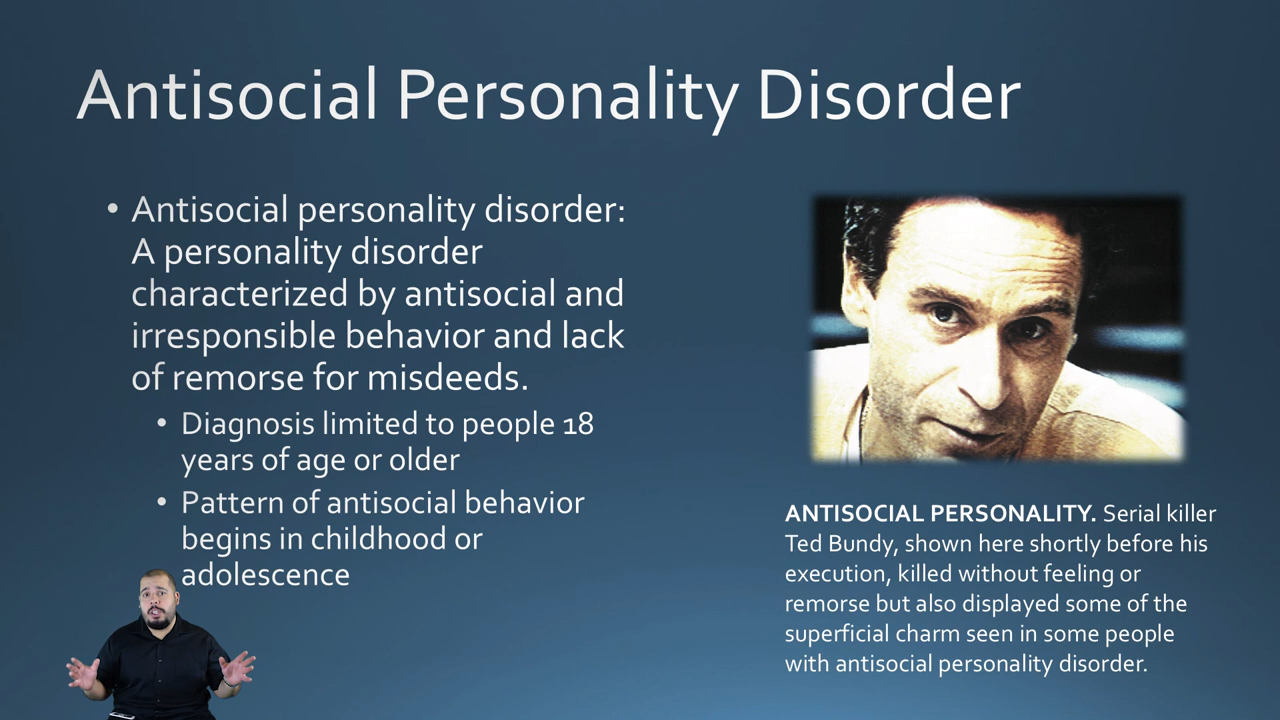 Antisocial Personality Disorder
• Antisocial personality disorder:
A personality disorder
characterized by antisocial and
irresponsible behavior and lack
of remorse for misdeeds.
• Diagnosis limited to people 18
years of age or older
• Pattern of antisocial behavior
begins in childhood or
adolescence
ANTISOCIAL PERSONALITY. Serial killer
Ted Bundy, shown here shortly before his
execution, killed without feeling or
remorse but also displayed some of the
superficial charm seen in some people
with antisocial personality disorder.